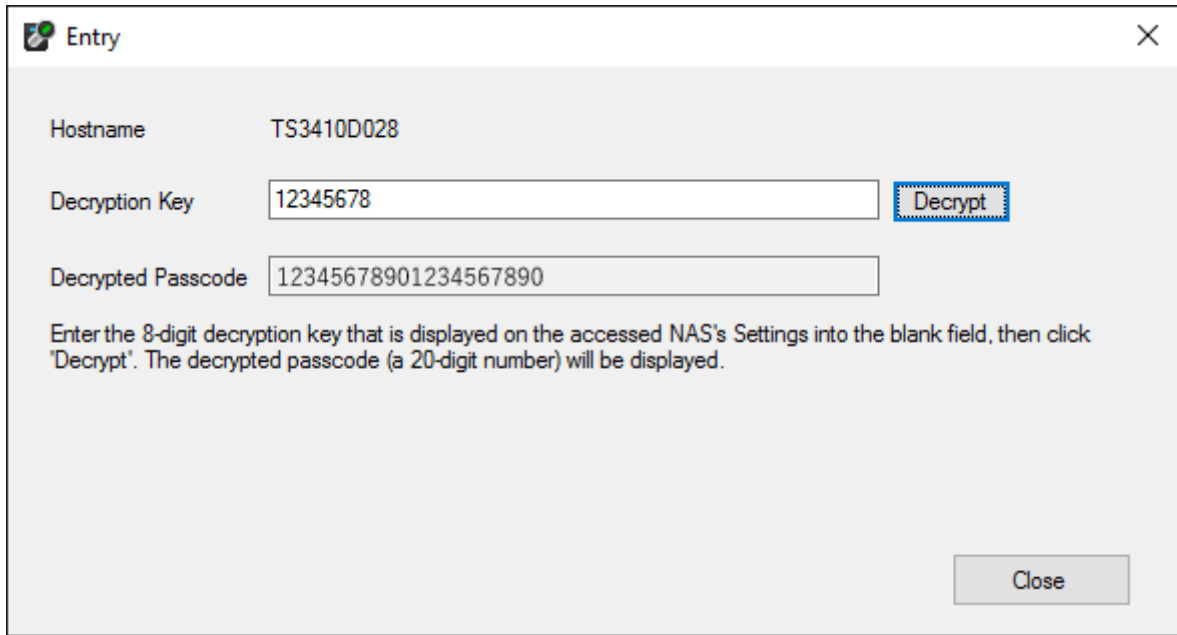 Entry
Hostname TS3410D028
Decryption Key 12345678 Decrypt
Decrypted Passcode 12345678901234567890
Enter the 8-digit decryption key that is displayed on the accessed NAS's Settings into the blank field, then click
'Decrypt'. The decrypted passcode (a 20-digit number) will be displayed.
Close